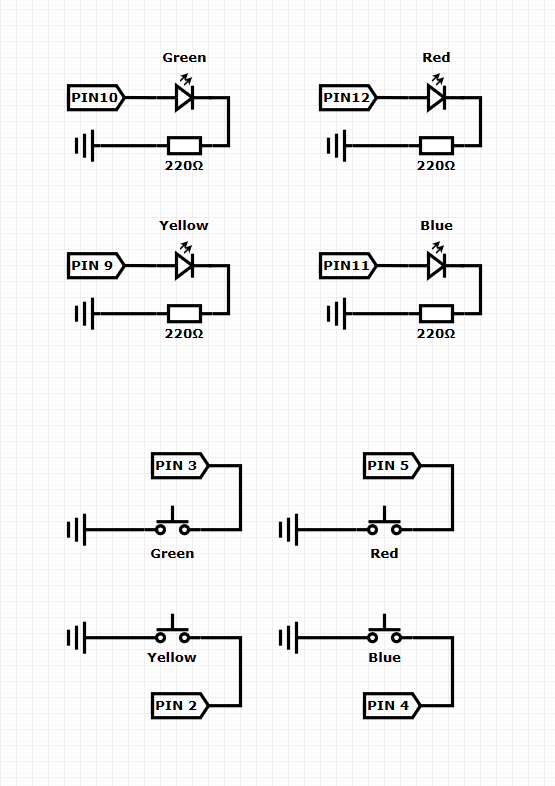 Green
Red
PIN10
PIN12
220Ω
220Ω
Yellow
Blue
PIN 9
PIN11
220Ω
220Ω
PIN 3
PIN 5
Green
Red
Yellow
Blue
PIN 2
PIN 4